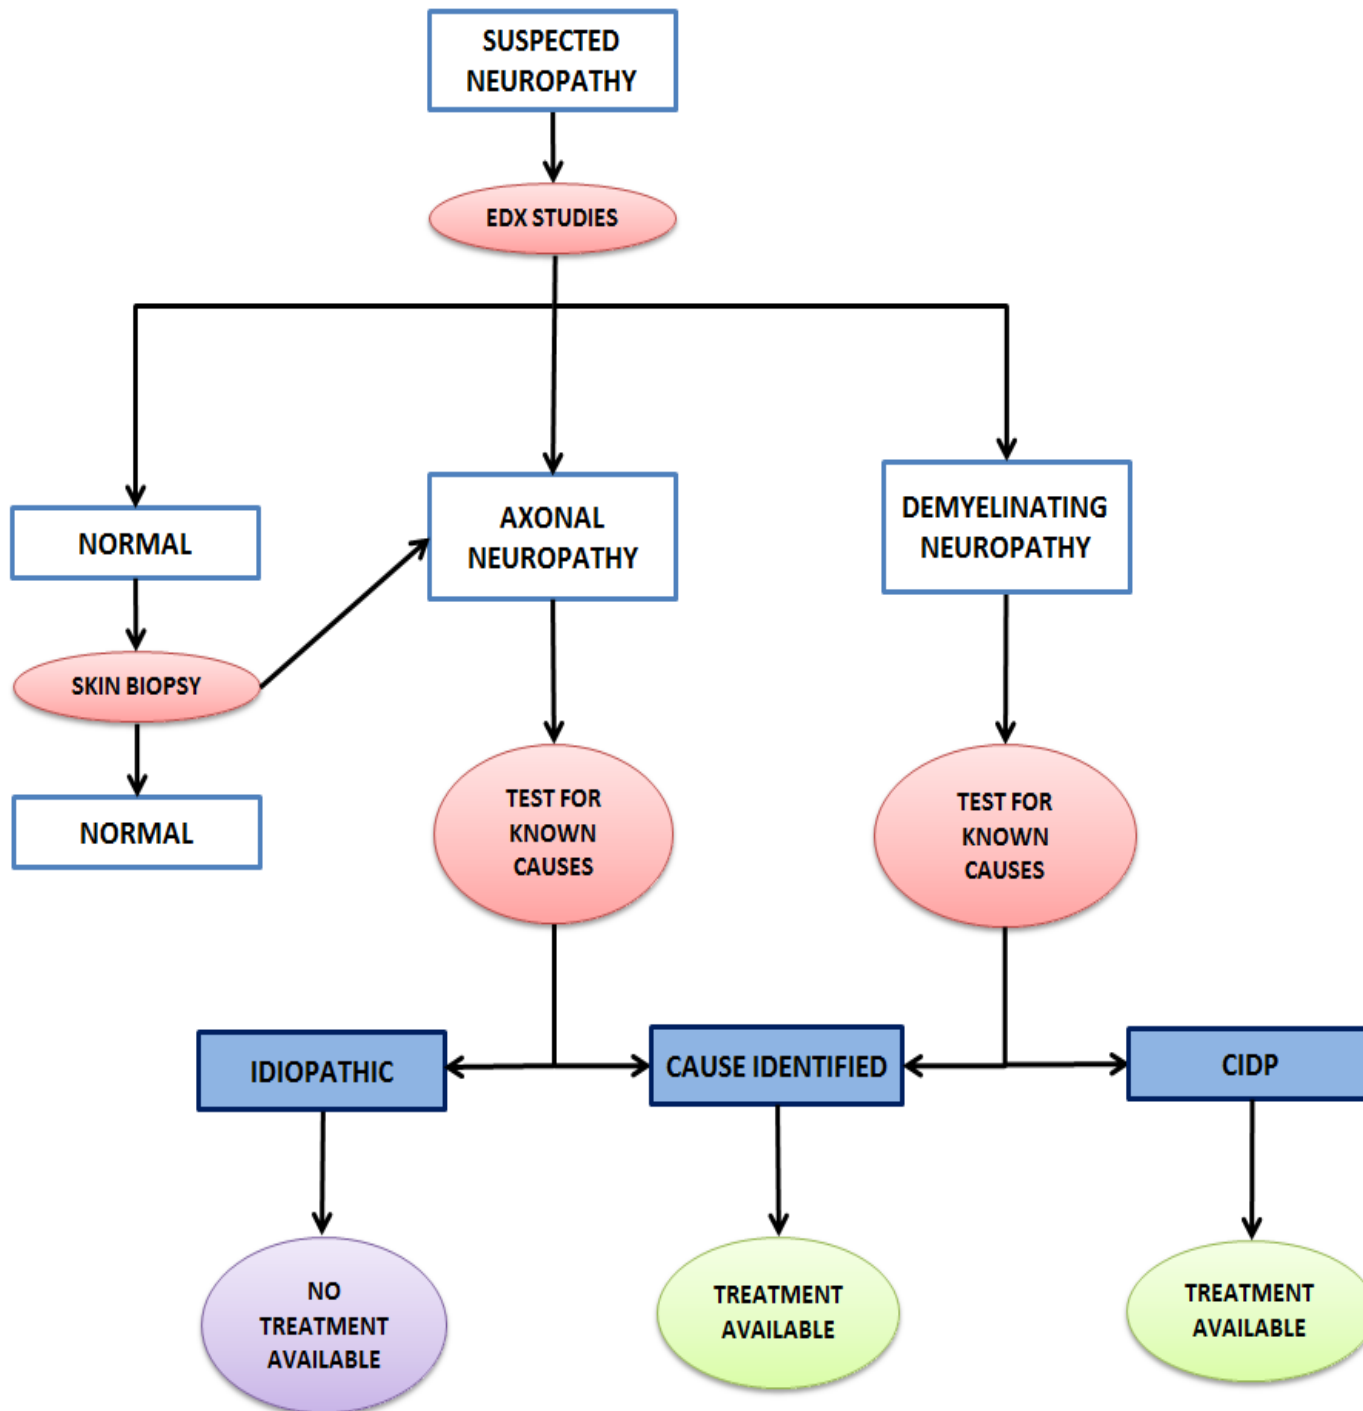 SUSPECTED
NEUROPATHY
EDX STUDIES
NORMAL
AXONAL
NEUROPATHY
DEMYELINATING
NEUROPATHY
SKIN BIOPSY
NORMAL
TEST FOR
KNOWN
CAUSES
TEST FOR
KNOWN
CAUSES
IDIOPATHIC
CAUSE IDENTIFIED
CIDP
NO
TREATMENT
AVAILABLE
TREATMENT
AVAILABLE
TREATMENT
AVAILABLE